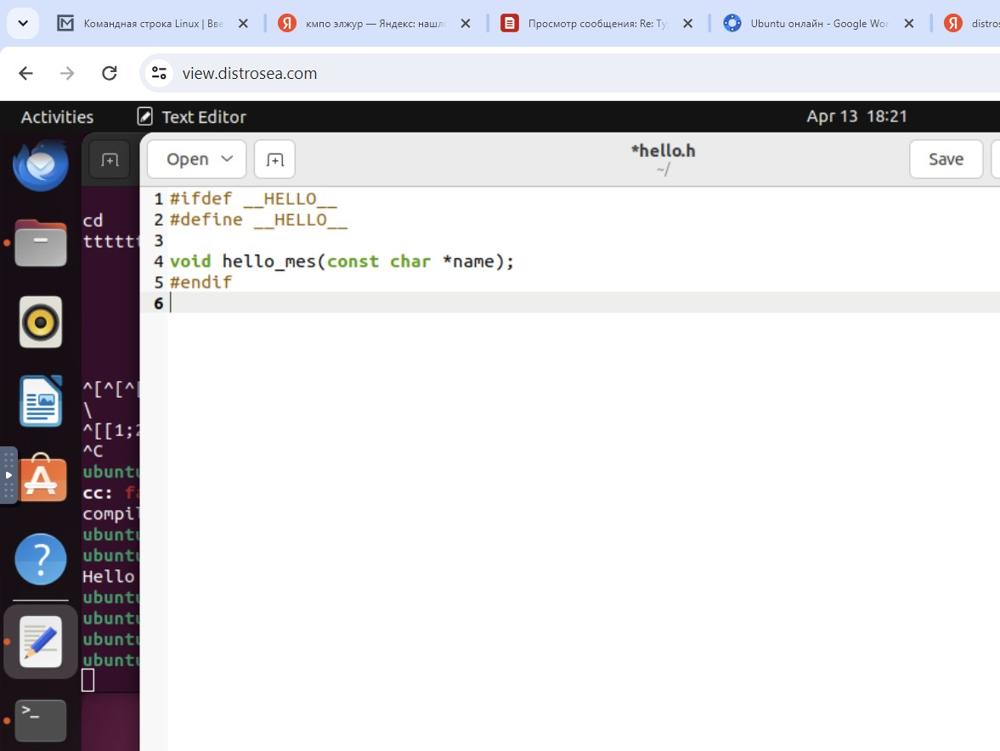 Командная строка Linux | Вве
кмпо элжур — Яндекс: нашл
Просмотр сообщения: Re: Ту
Ubuntu онлайн - Google Wor
distros
view.distrosea.com
Activities
Text Editor
Apr 13 18:21
Open
*hello.h
~/
Save
1 #ifdef __HELLO__
2 #define __HELLO__
3
4 void hello_mes(const char *name);
5 #endif
6
cd
tttttt
^[^[^[
\
^[[1;2
^C
ubuntu
cc: fa
compil
ubuntu
ubuntu
Hello
ubuntu
ubuntu
ubuntu
ubuntu